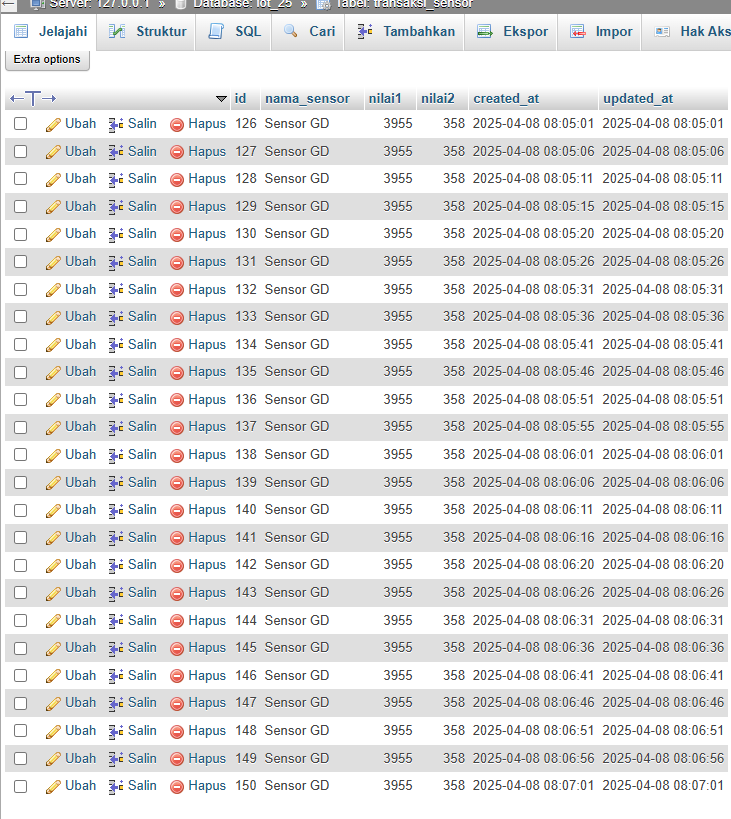 Server: 127.0.0.1 » Database: iot_25 » Tabel: transaksi_sensor
Jelajahi Struktur SQL Cari Tambahkan Ekspor Impor Hak Aks
Extra options
id nama_sensor nilai1 nilai2 created_at updated_at
Ubah Salin Hapus 126 Sensor GD 3955 358 2025-04-08 08:05:01 2025-04-08 08:05:01
Ubah Salin Hapus 127 Sensor GD 3955 358 2025-04-08 08:05:06 2025-04-08 08:05:06
Ubah Salin Hapus 128 Sensor GD 3955 358 2025-04-08 08:05:11 2025-04-08 08:05:11
Ubah Salin Hapus 129 Sensor GD 3955 358 2025-04-08 08:05:15 2025-04-08 08:05:15
Ubah Salin Hapus 130 Sensor GD 3955 358 2025-04-08 08:05:20 2025-04-08 08:05:20
Ubah Salin Hapus 131 Sensor GD 3955 358 2025-04-08 08:05:26 2025-04-08 08:05:26
Ubah Salin Hapus 132 Sensor GD 3955 358 2025-04-08 08:05:31 2025-04-08 08:05:31
Ubah Salin Hapus 133 Sensor GD 3955 358 2025-04-08 08:05:36 2025-04-08 08:05:36
Ubah Salin Hapus 134 Sensor GD 3955 358 2025-04-08 08:05:41 2025-04-08 08:05:41
Ubah Salin Hapus 135 Sensor GD 3955 358 2025-04-08 08:05:46 2025-04-08 08:05:46
Ubah Salin Hapus 136 Sensor GD 3955 358 2025-04-08 08:05:51 2025-04-08 08:05:51
Ubah Salin Hapus 137 Sensor GD 3955 358 2025-04-08 08:05:55 2025-04-08 08:05:55
Ubah Salin Hapus 138 Sensor GD 3955 358 2025-04-08 08:06:01 2025-04-08 08:06:01
Ubah Salin Hapus 139 Sensor GD 3955 358 2025-04-08 08:06:06 2025-04-08 08:06:06
Ubah Salin Hapus 140 Sensor GD 3955 358 2025-04-08 08:06:11 2025-04-08 08:06:11
Ubah Salin Hapus 141 Sensor GD 3955 358 2025-04-08 08:06:16 2025-04-08 08:06:16
Ubah Salin Hapus 142 Sensor GD 3955 358 2025-04-08 08:06:20 2025-04-08 08:06:20
Ubah Salin Hapus 143 Sensor GD 3955 358 2025-04-08 08:06:26 2025-04-08 08:06:26
Ubah Salin Hapus 144 Sensor GD 3955 358 2025-04-08 08:06:31 2025-04-08 08:06:31
Ubah Salin Hapus 145 Sensor GD 3955 358 2025-04-08 08:06:36 2025-04-08 08:06:36
Ubah Salin Hapus 146 Sensor GD 3955 358 2025-04-08 08:06:41 2025-04-08 08:06:41
Ubah Salin Hapus 147 Sensor GD 3955 358 2025-04-08 08:06:46 2025-04-08 08:06:46
Ubah Salin Hapus 148 Sensor GD 3955 358 2025-04-08 08:06:51 2025-04-08 08:06:51
Ubah Salin Hapus 149 Sensor GD 3955 358 2025-04-08 08:06:56 2025-04-08 08:06:56
Ubah Salin Hapus 150 Sensor GD 3955 358 2025-04-08 08:07:01 2025-04-08 08:07:01